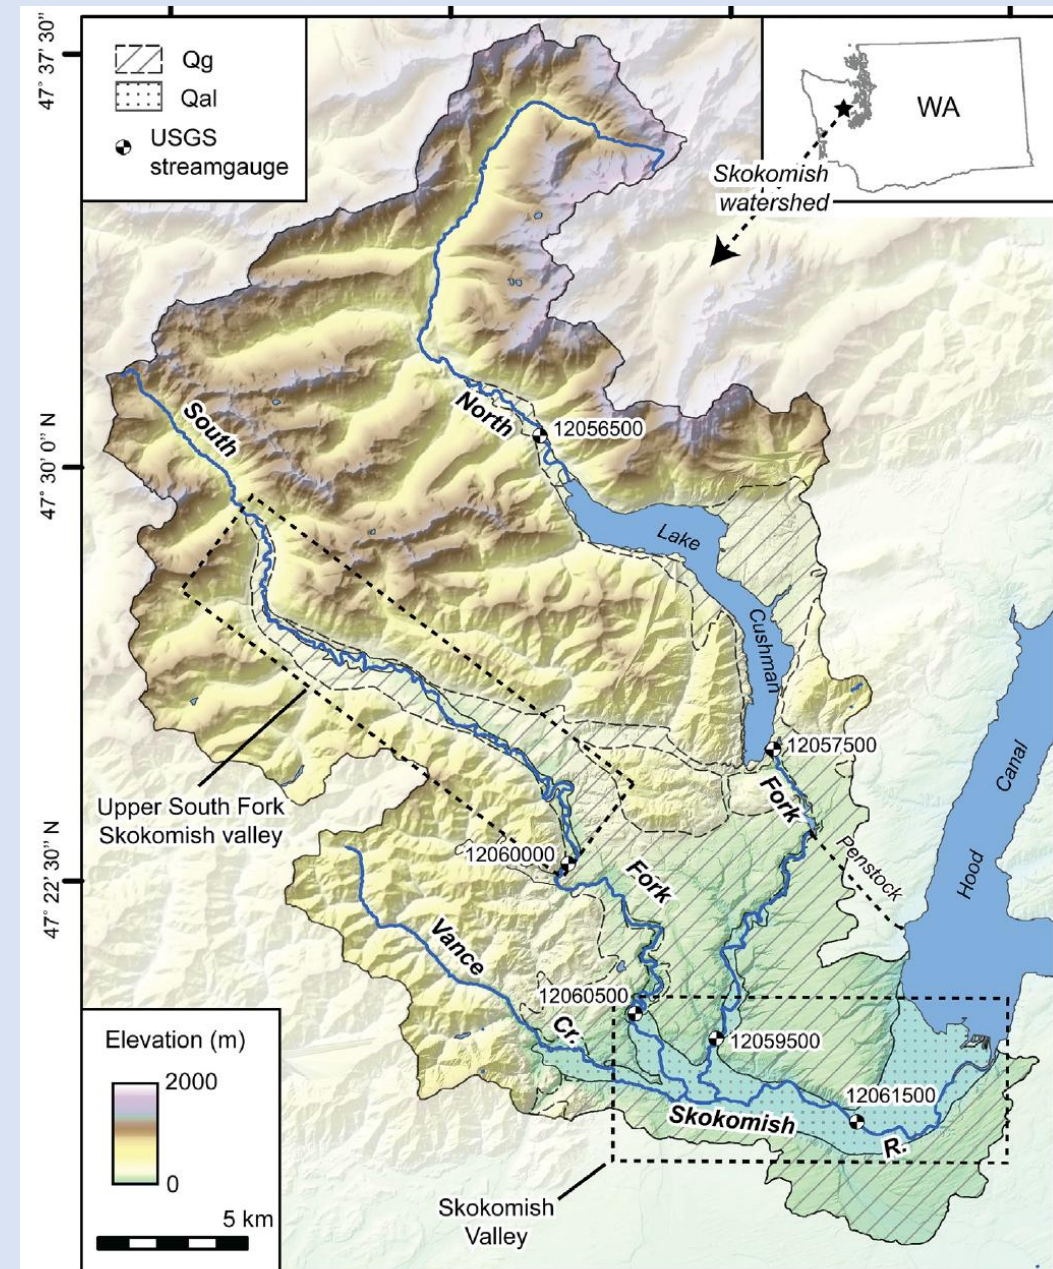 47° 37' 30"
Qg
Qal
USGS
streamgauge
WA
Skokomish
watershed
South
North
12056500
47° 30' 0" N
Lake
Cushman
12057500
Fork
Penstock
Canal
Hood
Upper South Fork
Skokomish valley
12060000
Fork
47° 22' 30" N
Vance
Cr.
12060500
12059500
12061500
Skokomish
R.
Skokomish
Valley
Elevation (m)
2000
0
5 km